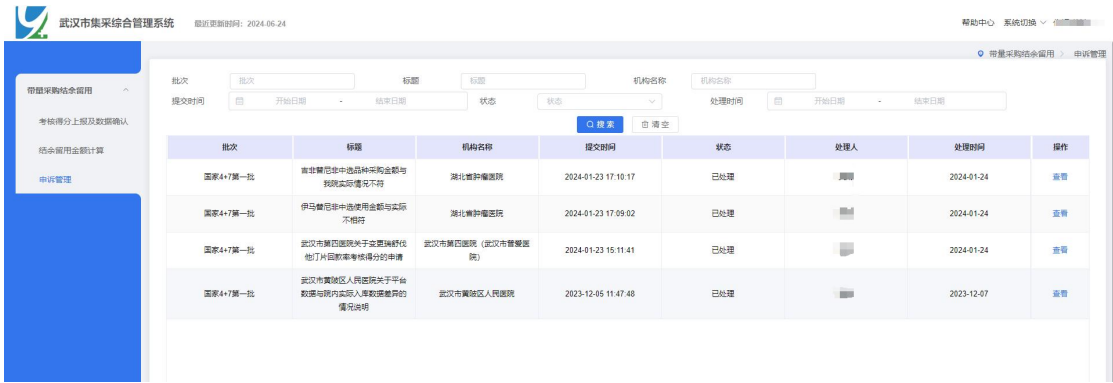 武汉市集采综合管理系统 最近更新时间：2024-06-24 帮助中心 系统切换
带量采购结余留用 > 申诉管理
带量采购结余留用
考核得分上报及数据确认
结余留用金额计算
申诉管理
批次 批次 标题 标题 机构名称 机构名称
提交时间 开始日期 - 结束日期 状态 状态 处理时间 开始日期 - 结束日期
搜索 清空
批次 标题 机构名称 提交时间 状态 处理人 处理时间 操作
吉非替尼非中选品种采购金额与
国家4+7第一批 湖北省肿瘤医院 2024-01-23 17:10:17 已处理 2024-01-24 查看
我院实际情况不符
伊马替尼非中选使用金额与实际
国家4+7第一批 湖北省肿瘤医院 2024-01-23 17:09:02 已处理 2024-01-24 查看
不相符
武汉市第四医院关于变更瑞舒伐 武汉市第四医院（武汉市普爱医
国家4+7第一批 2024-01-23 15:11:41 已处理 2024-01-24 查看
他汀片回款率考核得分的申请 院）
武汉市黄陂区人民医院关于平台
国家4+7第一批 数据与院内实际入库数据差异的 武汉市黄陂区人民医院 2023-12-05 11:47:48 已处理 2023-12-07 查看
情况说明